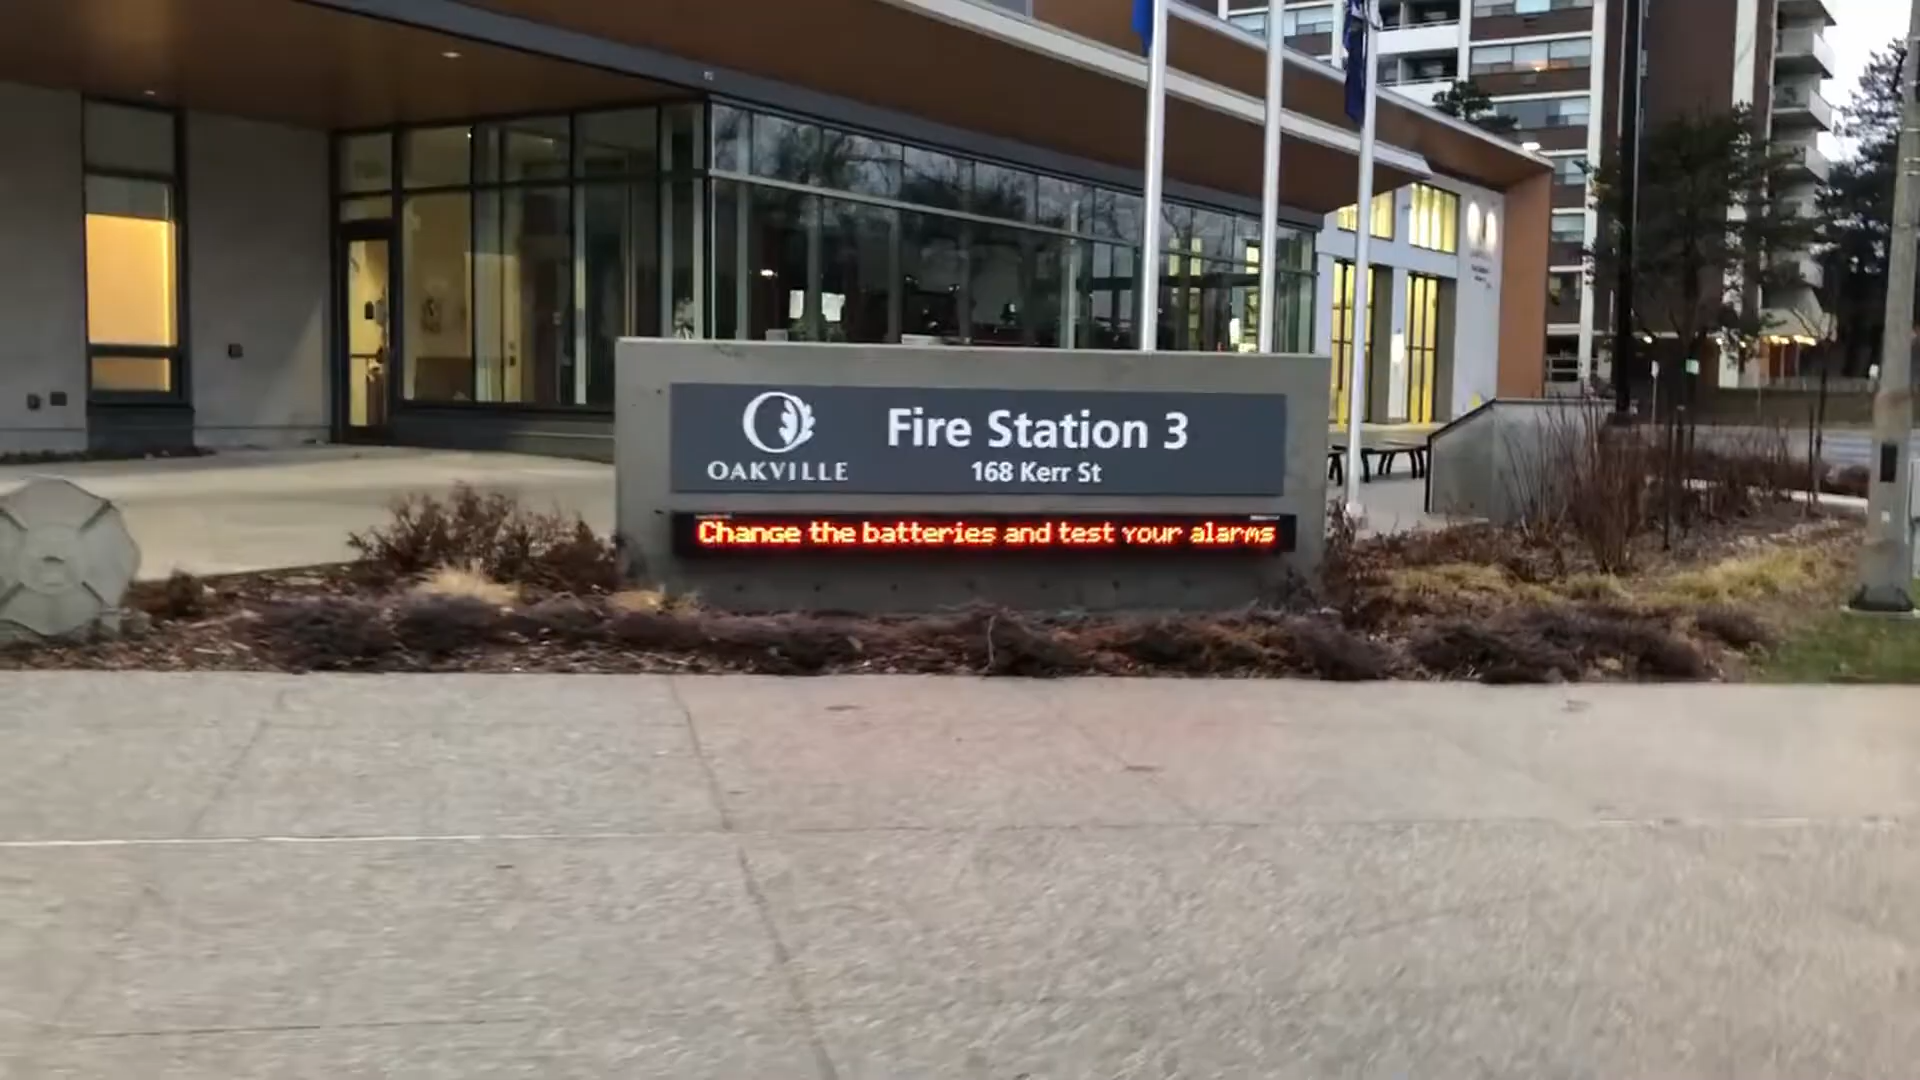 OAKVILLE
Fire Station 3
168 Kerr St
Change the batteries and test your alarms